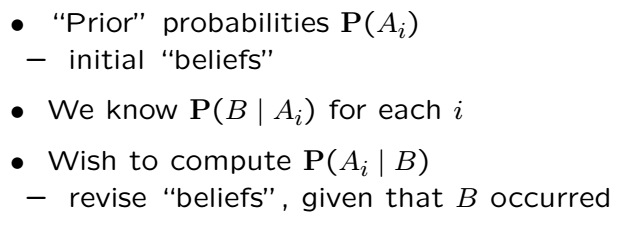 • “Prior” probabilities P(A_i)
– initial “beliefs”
• We know P(B | A_i) for each i
• Wish to compute P(A_i | B)
– revise “beliefs”, given that B occurred